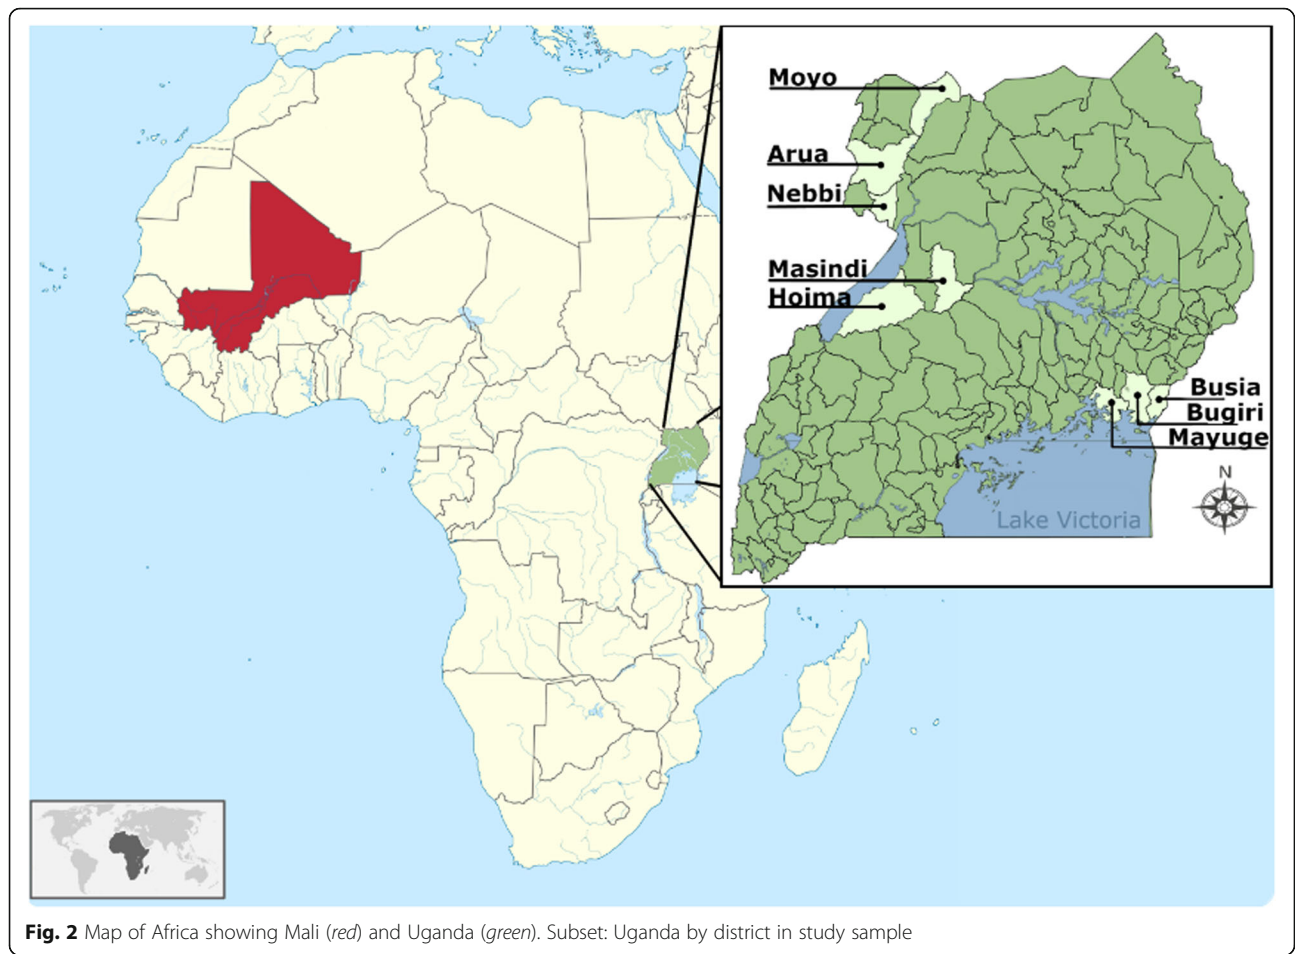 Moyo
Arua
Nebbi
Masindi
Hoima
Busia
Bugiri
Mayuge
N
Lake Victoria
Fig. 2 Map of Africa showing Mali (red) and Uganda (green). Subset: Uganda by district in study sample